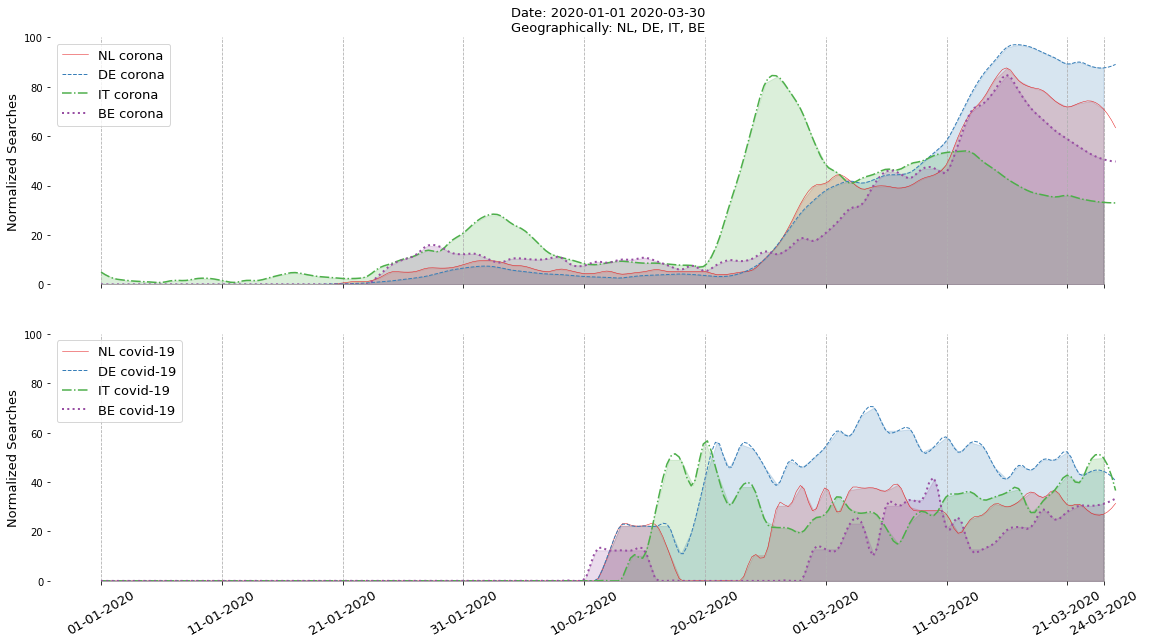 Date: 2020-01-01 2020-03-30
Geographically: NL, DE, IT, BE
Normalized Searches
100
80
60
40
20
0
NL corona
DE corona
IT corona
BE corona
Normalized Searches
100
80
60
40
20
0
NL covid-19
DE covid-19
IT covid-19
BE covid-19
01-01-2020
11-01-2020
21-01-2020
31-01-2020
10-02-2020
20-02-2020
01-03-2020
11-03-2020
21-03-2020
24-03-2020